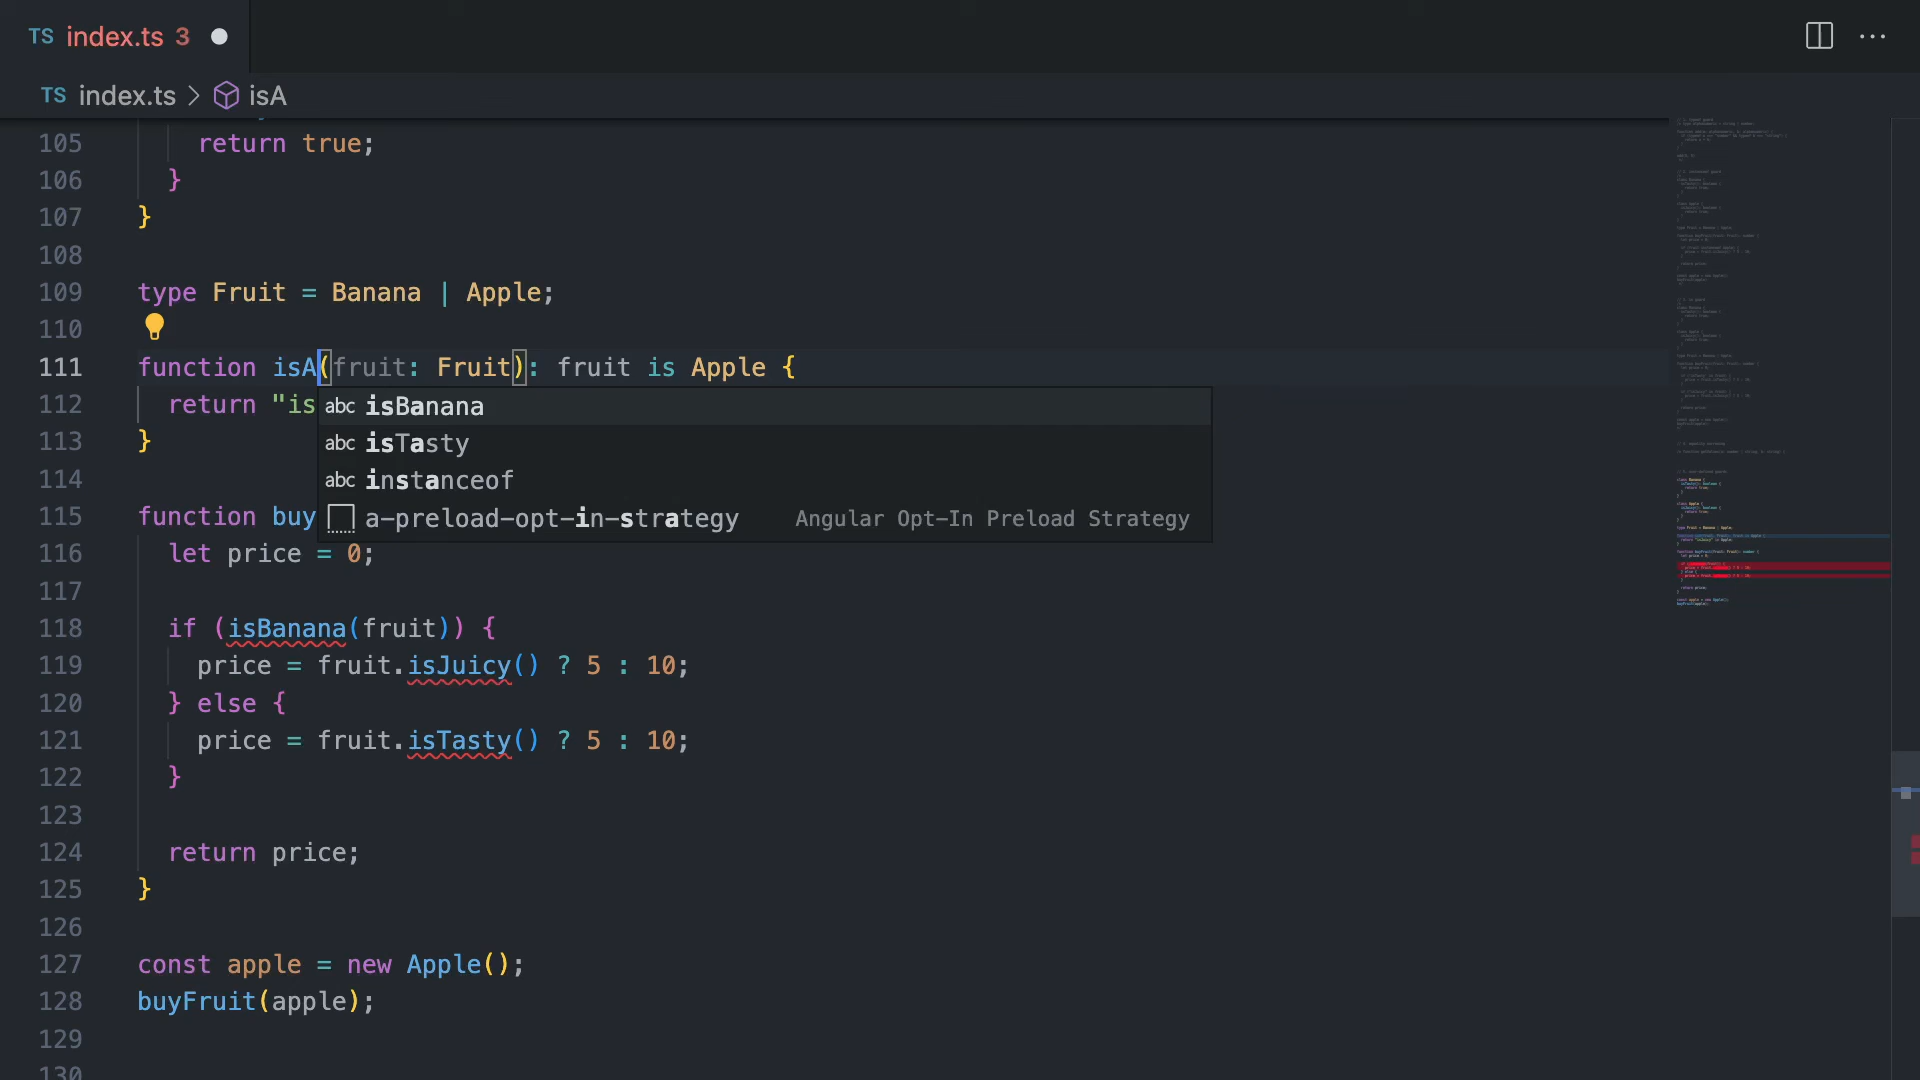 TS index.ts 3
TS index.ts > isA
105 return true;
106 }
107 }
108
109 type Fruit = Banana | Apple;
110
111 function isA(fruit: Fruit): fruit is Apple {
112 return "is
abc isBanana
abc isTasty
abc instanceof
a-preload-opt-in-strategy Angular Opt-In Preload Strategy
113 }
114
115 function buy
116 let price = 0;
117
118 if (isBanana(fruit)) {
119 price = fruit.isJuicy() ? 5 : 10;
120 } else {
121 price = fruit.isTasty() ? 5 : 10;
122 }
123
124 return price;
125 }
126
127 const apple = new Apple();
128 buyFruit(apple);
129
130